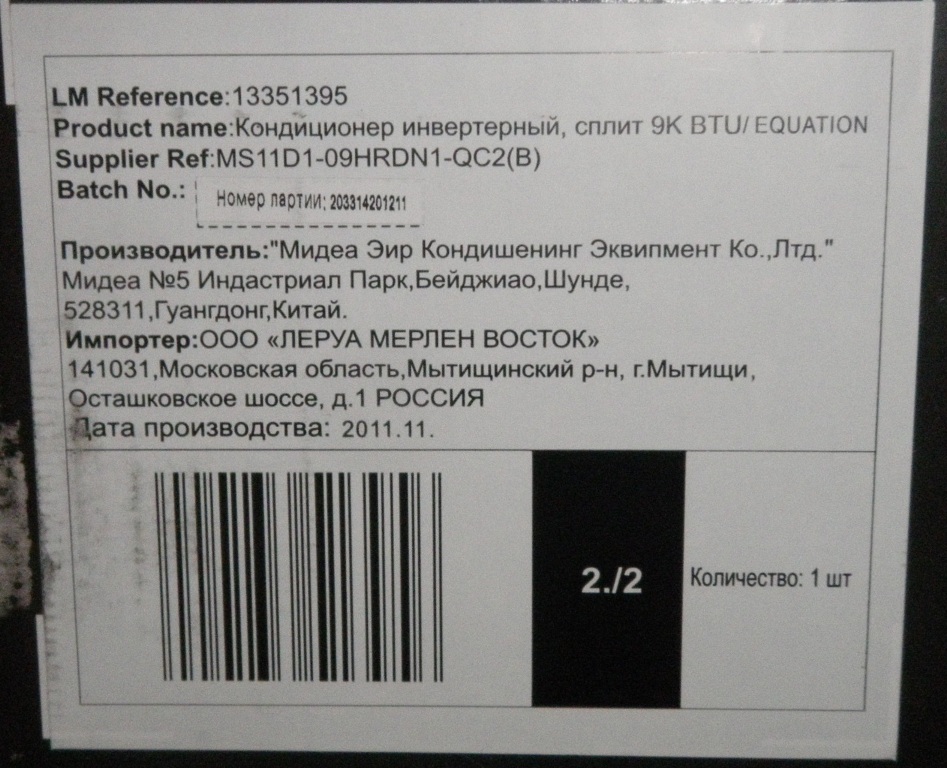 LM Reference:13351395
Product name:Кондиционер инвертерный, сплит 9K BTU/ EQUATION
Supplier Ref:MS11D1-09HRDN1-QC2(B)
Batch No.: Номер партии: 203314201211
Производитель:"Мидеа Эир Кондишенинг Эквипмент Ко.,Лтд."
Мидеа №5 Индастриал Парк,Бейджиао,Шунде,
528311,Гуангдонг,Китай.
Импортер:ООО «ЛЕРУА МЕРЛЕН ВОСТОК»
141031,Московская область,Мытищинский р-н, г.Мытищи,
Осташковское шоссе, д.1 РОССИЯ
Дата производства: 2011.11.
2./2
Количество: 1 шт